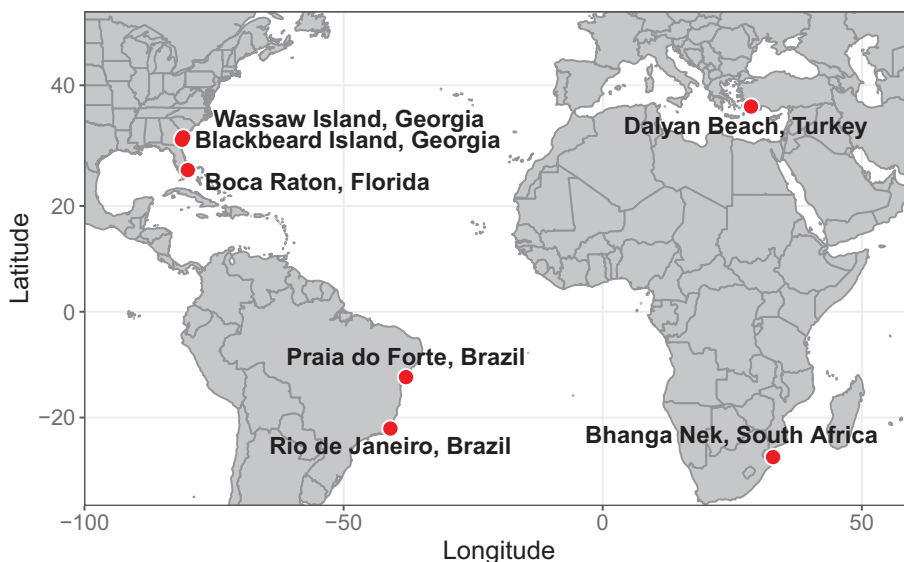 40
20
0
−20
−100
−50
0
50
Latitude
Longitude
Wassaw Island, Georgia
Blackbeard Island, Georgia
Boca Raton, Florida
Dalyan Beach, Turkey
Praia do Forte, Brazil
Rio de Janeiro, Brazil
Bhanga Nek, South Africa